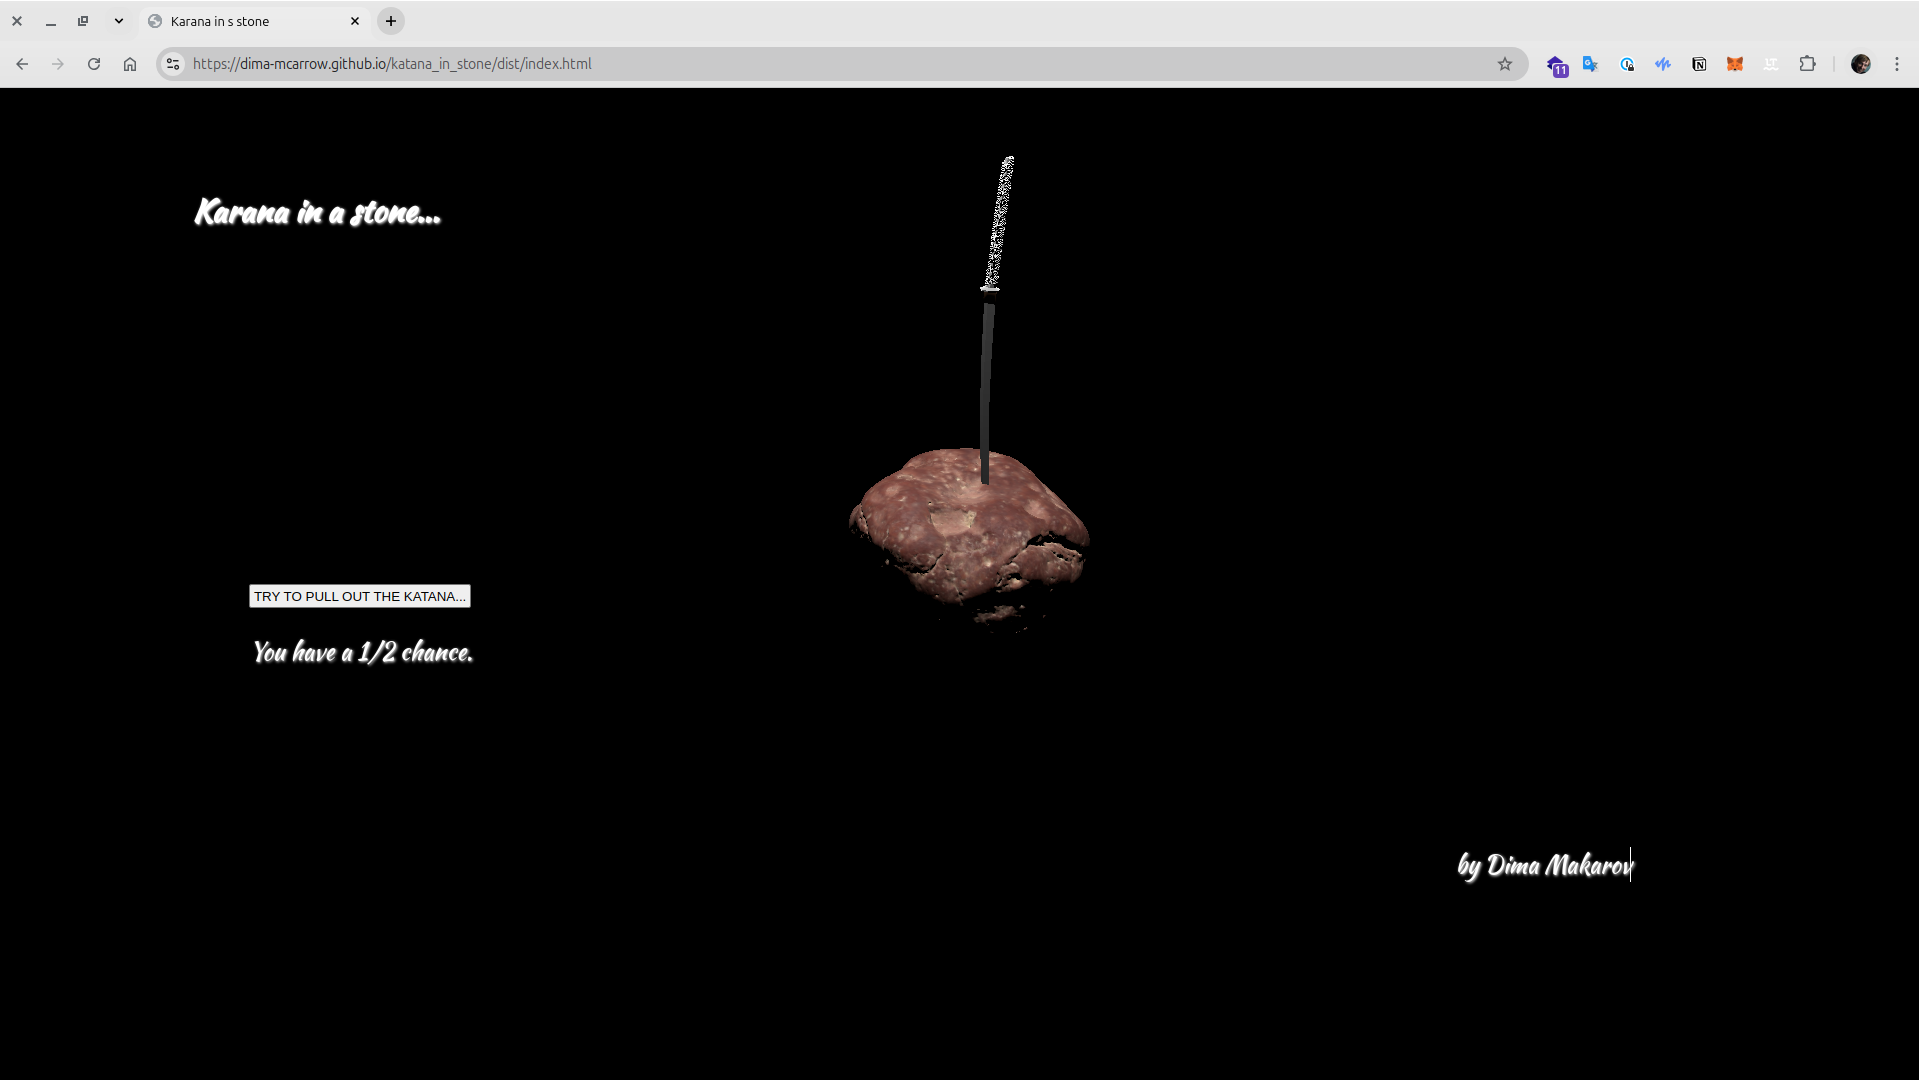 Karana in s stone
https://dima-mcarrow.github.io/katana_in_stone/dist/index.html
11
Karana in a stone...
TRY TO PULL OUT THE KATANA...
You have a 1/2 chance.
by Dima Makarov